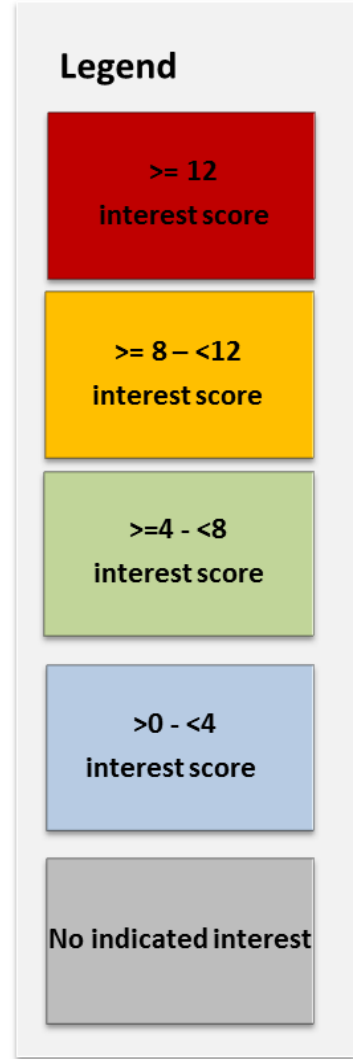 Legend
>= 12
interest score
>= 8 – <12
interest score
>=4 - <8
interest score
>0 - <4
interest score
No indicated interest